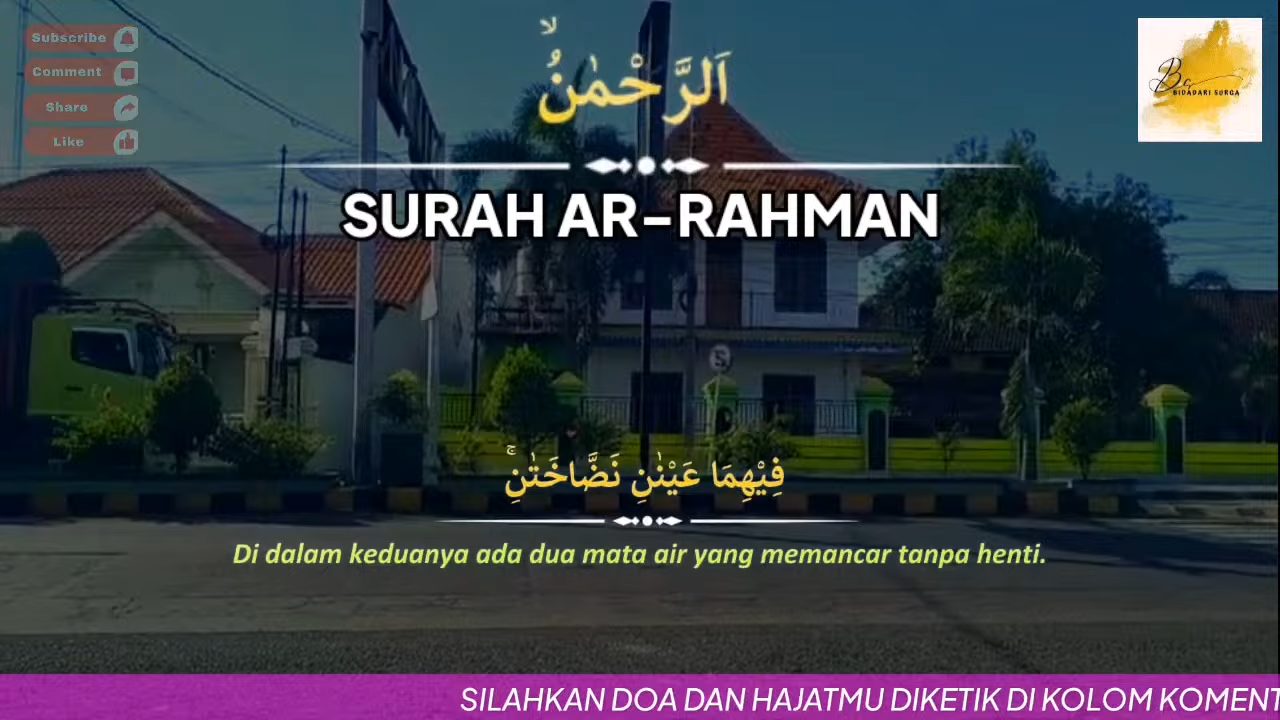 Subscribe
Comment
Share
Like
BIDADARI SURGA
اَلرَّحْمٰنُۙ
SURAH AR-RAHMAN
فِيْهِمَا عَيْنٰنِ نَضَّاخَتٰنِۚ
Di dalam keduanya ada dua mata air yang memancar tanpa henti.
SILAHKAN DOA DAN HAJATMU DIKETIK DI KOLOM KOMENT